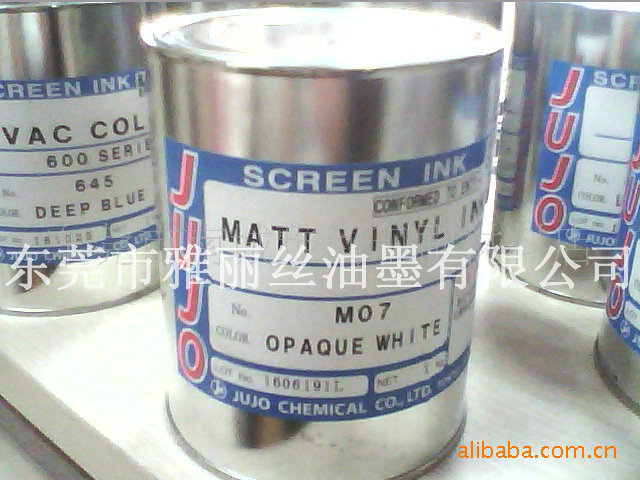 SCREEN INK
VAC COL
600 SERIE
No. 645
COLOR DEEP BLUE
JUJO
SCREEN INK
CONFORMED TO
MATT VINYL IN
No. M07
COLOR OPAQUE WHITE
LOT No. 1606191L
NET 1
JUJO CHEMICAL CO., LTD.
JUJO
SCREEN
JUJO
东莞市雅丽丝油墨有限公司
alibaba.com.cn